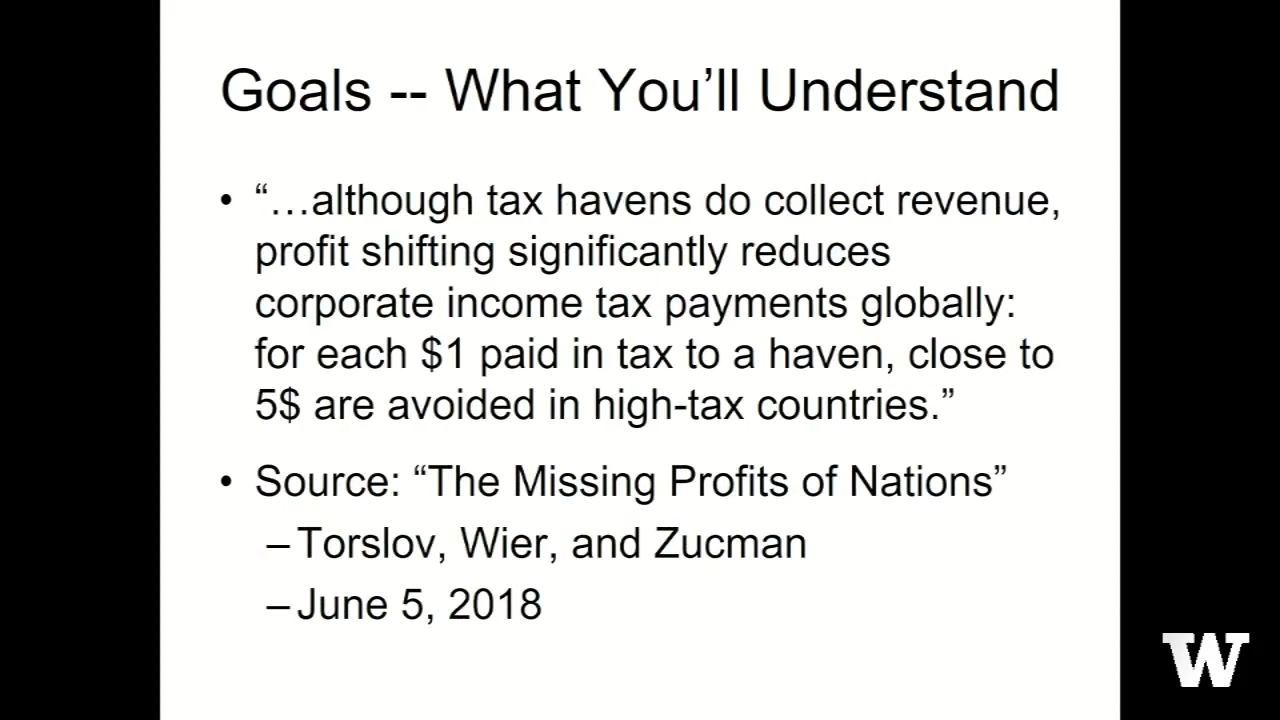 Goals -- What You’ll Understand
• “…although tax havens do collect revenue,
profit shifting significantly reduces
corporate income tax payments globally:
for each $1 paid in tax to a haven, close to
5$ are avoided in high-tax countries.”
• Source: “The Missing Profits of Nations”
– Torslov, Wier, and Zucman
– June 5, 2018
W